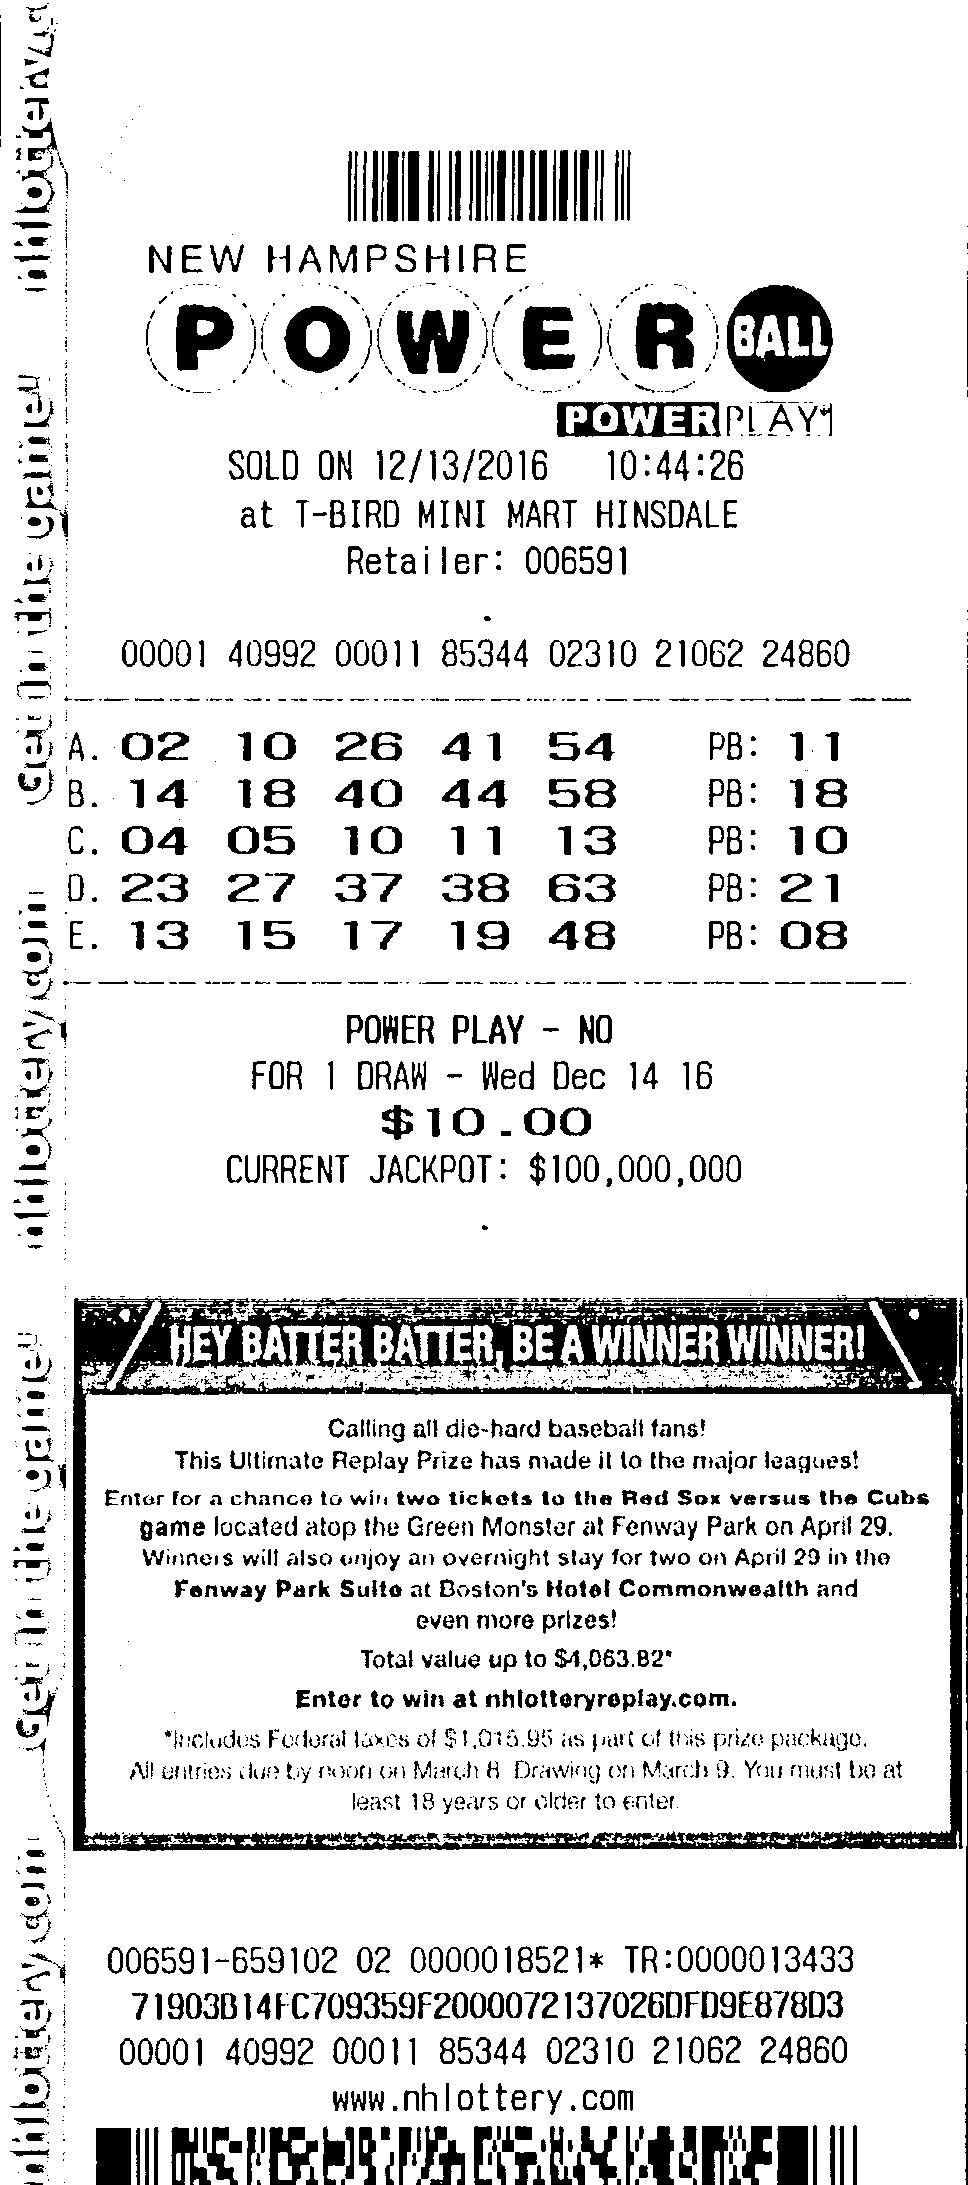 NEW HAMPSHIRE
POWER BALL
POWERPLAY
SOLD ON 12/13/2016 10:44:26
at T-BIRD MINI MART HINSDALE
Retailer: 006591
00001 40992 00011 85344 02310 21062 24860
A. 02 10 26 41 54 PB: 11
B. 14 18 40 44 58 PB: 18
C. 04 05 10 11 13 PB: 10
D. 23 27 37 38 63 PB: 21
E. 13 15 17 19 48 PB: 08
POWER PLAY - NO
FOR 1 DRAW - Wed Dec 14 16
$10.00
CURRENT JACKPOT: $100,000,000
HEY BATTER BATTER, BE A WINNER WINNER!
Calling all die-hard baseball fans!
This Ultimate Replay Prize has made it to the major leagues!
Enter for a chance to win two tickets to the Red Sox versus the Cubs
game located atop the Green Monster at Fenway Park on April 29.
Winners will also enjoy an overnight stay for two on April 29 in the
Fenway Park Suite at Boston's Hotel Commonwealth and
even more prizes!
Total value up to $4,063.82*
Enter to win at nhlotteryreplay.com.
*Includes Federal taxes of $1,015.95 as part of this prize package.
All entries due by noon on March 8. Drawing on March 9. You must be at
least 18 years or older to enter.
006591-659102 02 0000018521* TR:0000013433
71903B14FC709359F2000072137026DFD9E878D3
00001 40992 00011 85344 02310 21062 24860
www.nhlottery.com
nhlottery.com Get in the game!